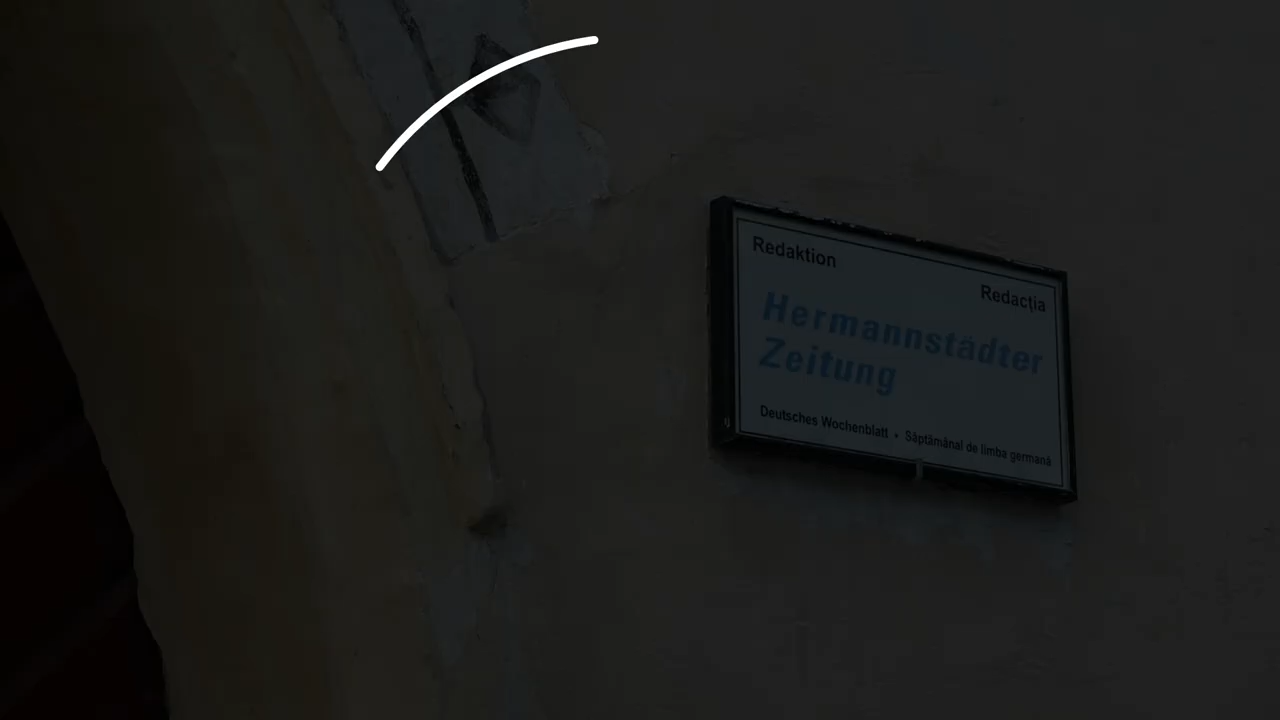 Redaktion
Redacția
Hermannstädter
Zeitung
Deutsches Wochenblatt • Săptămânal de limba germană